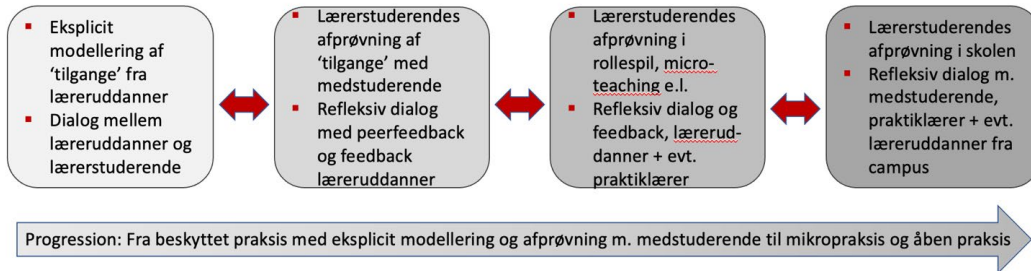 Eksplicit
modellering af
‘tilgange’ fra
læreruddanner
Dialog mellem
læreruddanner og
lærerstuderende
Lærerstuderendes
afprøvning af
‘tilgange’ med
medstuderende
Refleksiv dialog
med peerfeedback
og feedback
læreruddanner
Lærerstuderendes
afprøvning i
rollespil, micro-
teaching e.l.
Refleksiv dialog og
feedback, lærerud-
danner + evt.
praktiklærer
Lærerstuderendes
afprøvning i skolen
Refleksiv dialog m.
medstuderende,
praktiklærer + evt.
læreruddanner fra
campus
Progression: Fra beskyttet praksis med eksplicit modellering og afprøvning m. medstuderende til mikropraksis og åben praksis